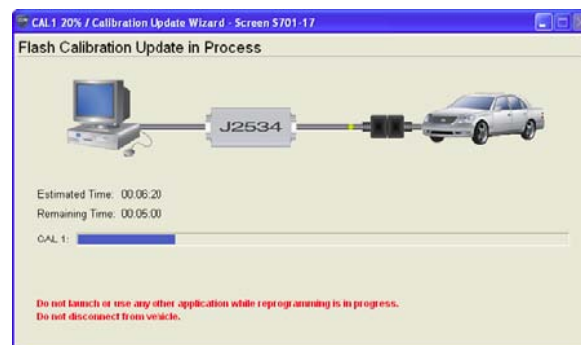 CAL1 20% / Calibration Update Wizard - Screen S701-17
Flash Calibration Update in Process
J2534
Estimated Time: 00:06:20
Remaining Time: 00:05:00
CAL 1:
Do not launch or use any other application while reprogramming is in progress.
Do not disconnect from vehicle.